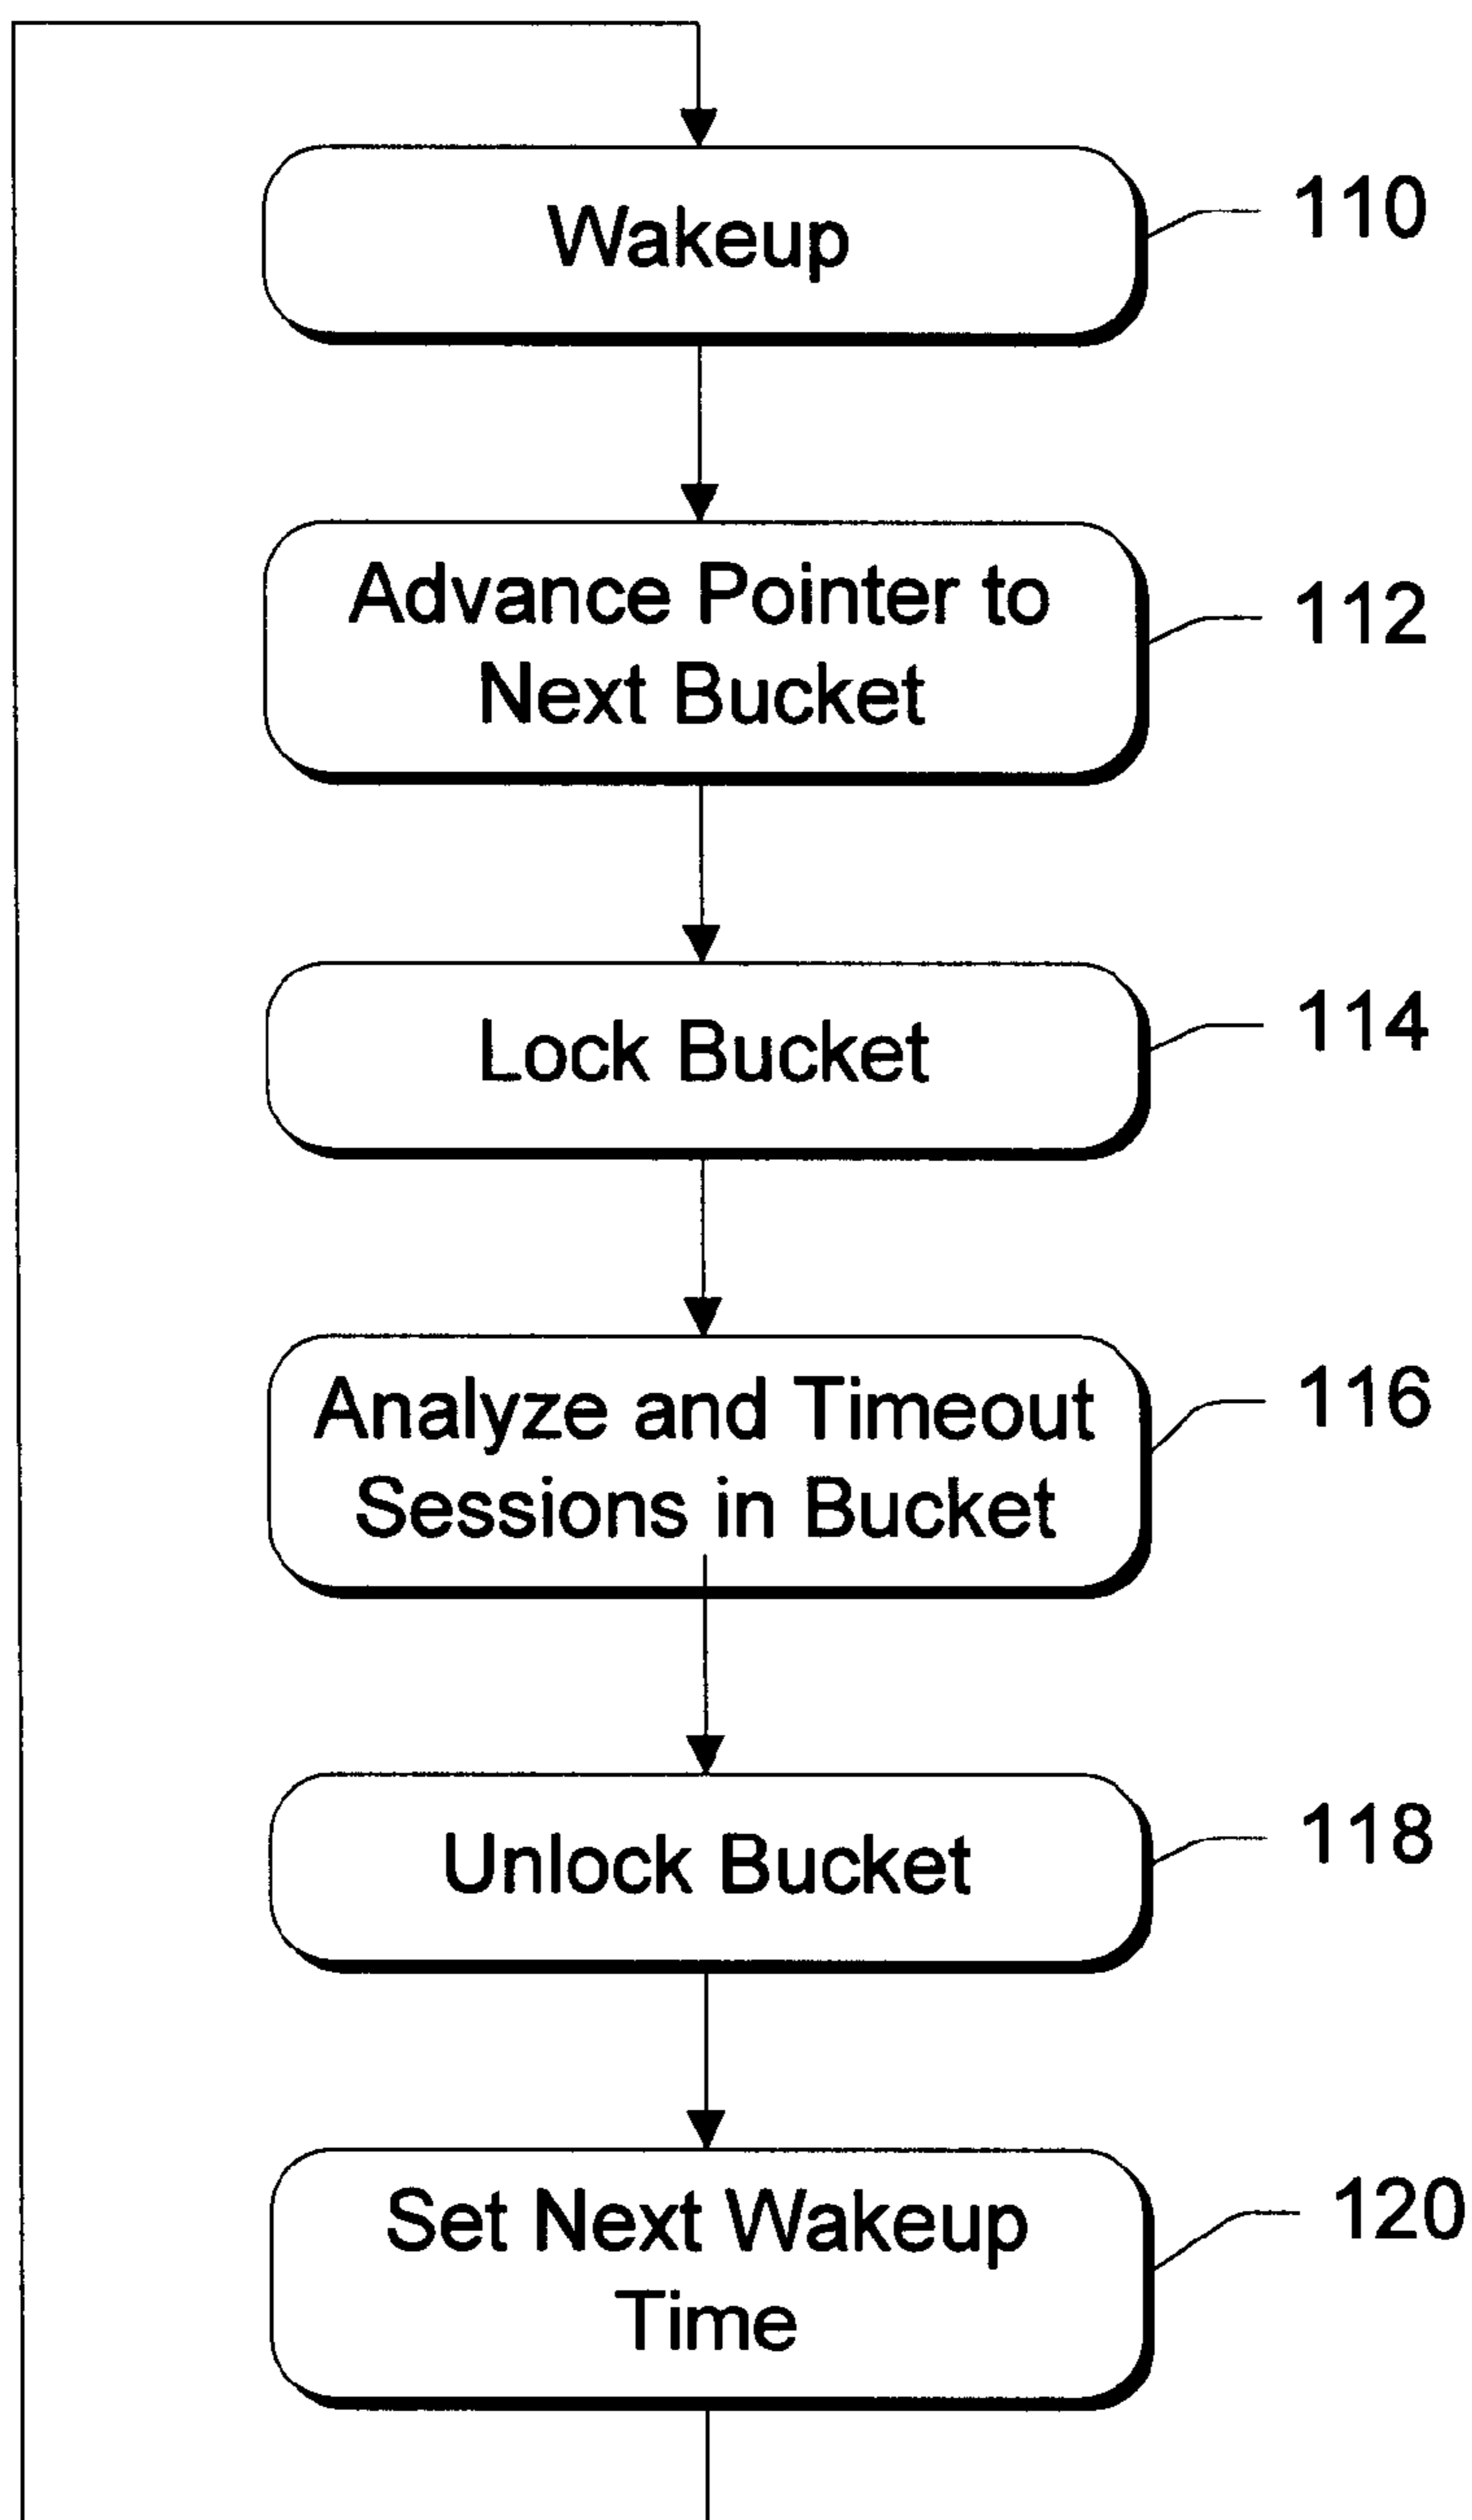 Wakeup
110
Advance Pointer to
Next Bucket
112
Lock Bucket
114
Analyze and Timeout
Sessions in Bucket
116
Unlock Bucket
118
Set Next Wakeup
Time
120